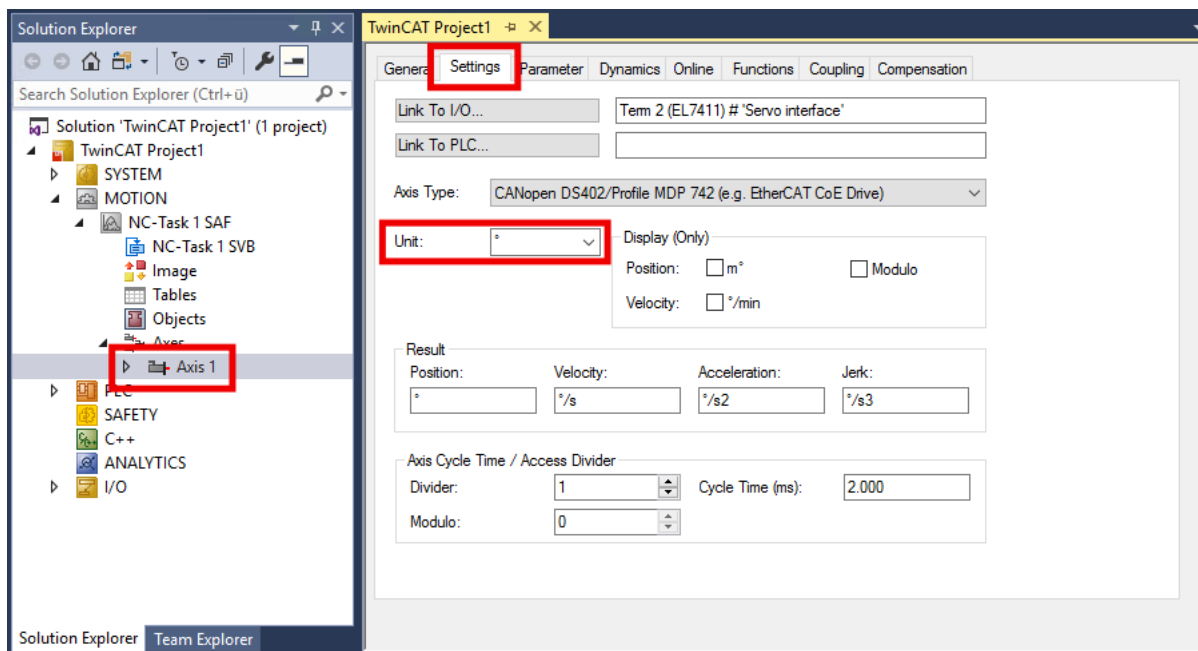 Solution Explorer
Search Solution Explorer (Ctrl+ü)
Solution 'TwinCAT Project1' (1 project)
TwinCAT Project1
SYSTEM
MOTION
NC-Task 1 SAF
NC-Task 1 SVB
Image
Tables
Objects
Axes
Axis 1
PLC
SAFETY
C++
ANALYTICS
I/O
Solution Explorer Team Explorer
TwinCAT Project1
General Settings Parameter Dynamics Online Functions Coupling Compensation
Link To I/O... Term 2 (EL7411) # 'Servo interface'
Link To PLC...
Axis Type: CANopen DS402/Profile MDP 742 (e.g. EtherCAT CoE Drive)
Unit: °
Display (Only)
Position: m° Modulo
Velocity: °/min
Result
Position: Velocity: Acceleration: Jerk:
° °/s °/s2 °/s3
Axis Cycle Time / Access Divider
Divider: 1 Cycle Time (ms): 2.000
Modulo: 0